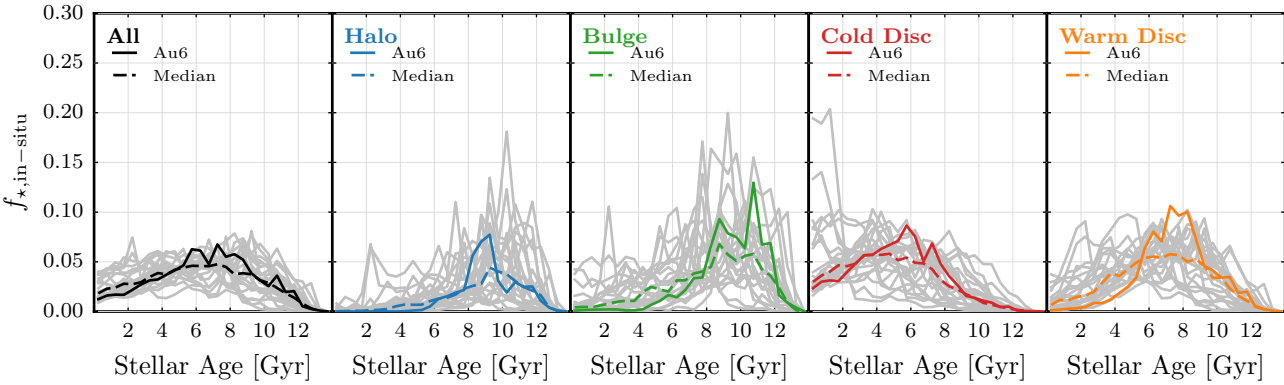 0.30
0.25
0.20
0.15
0.10
0.05
0.00
f⋆,in−situ
All
Au6
Median
2 4 6 8 10 12
Stellar Age [Gyr]
Halo
Au6
Median
2 4 6 8 10 12
Stellar Age [Gyr]
Bulge
Au6
Median
2 4 6 8 10 12
Stellar Age [Gyr]
Cold Disc
Au6
Median
2 4 6 8 10 12
Stellar Age [Gyr]
Warm Disc
Au6
Median
2 4 6 8 10 12
Stellar Age [Gyr]